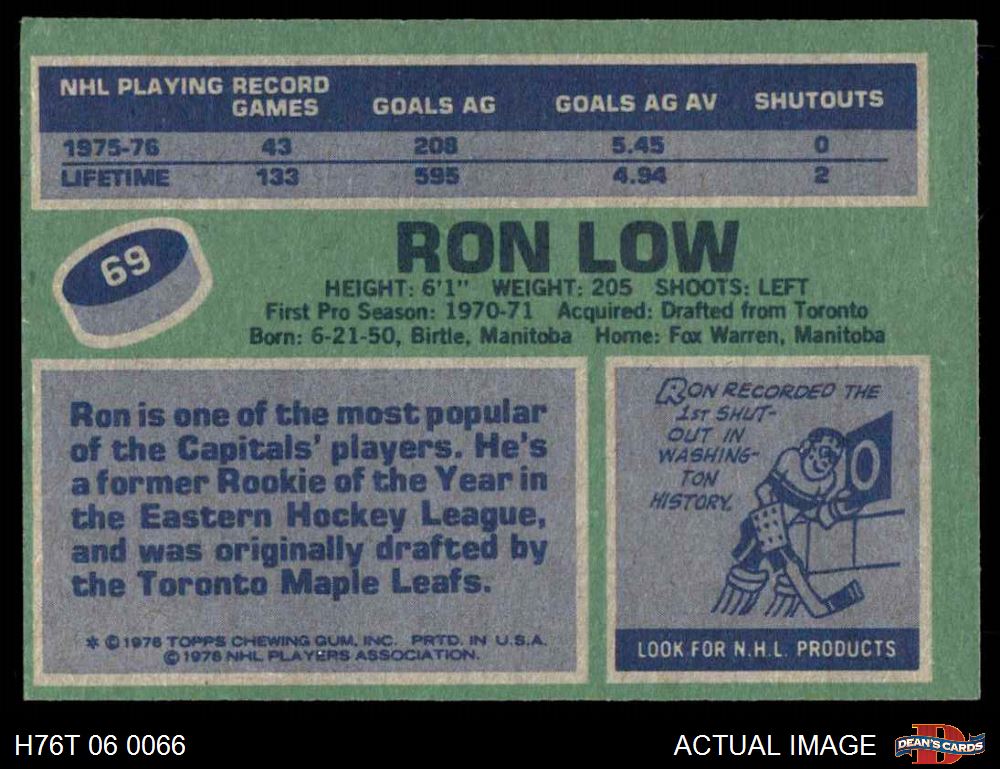 NHL PLAYING RECORD
GAMES GOALS AG GOALS AG AV SHUTOUTS
1975-76 43 208 5.45 0
LIFETIME 133 595 4.94 2
69
RON LOW
HEIGHT: 6'1" WEIGHT: 205 SHOOTS: LEFT
First Pro Season: 1970-71 Acquired: Drafted from Toronto
Born: 6-21-50, Birtle, Manitoba Home: Fox Warren, Manitoba
Ron is one of the most popular
of the Capitals' players. He's
a former Rookie of the Year in
the Eastern Hockey League,
and was originally drafted by
the Toronto Maple Leafs.
* © 1976 TOPPS CHEWING GUM, INC. PRTD. IN U.S.A.
© 1976 NHL PLAYERS ASSOCIATION.
RON RECORDED THE
1ST SHUT-
OUT IN
WASHING-
TON
HISTORY.
0
LOOK FOR N.H.L. PRODUCTS
H76T 06 0066
ACTUAL IMAGE
D
DEAN'S CARDS